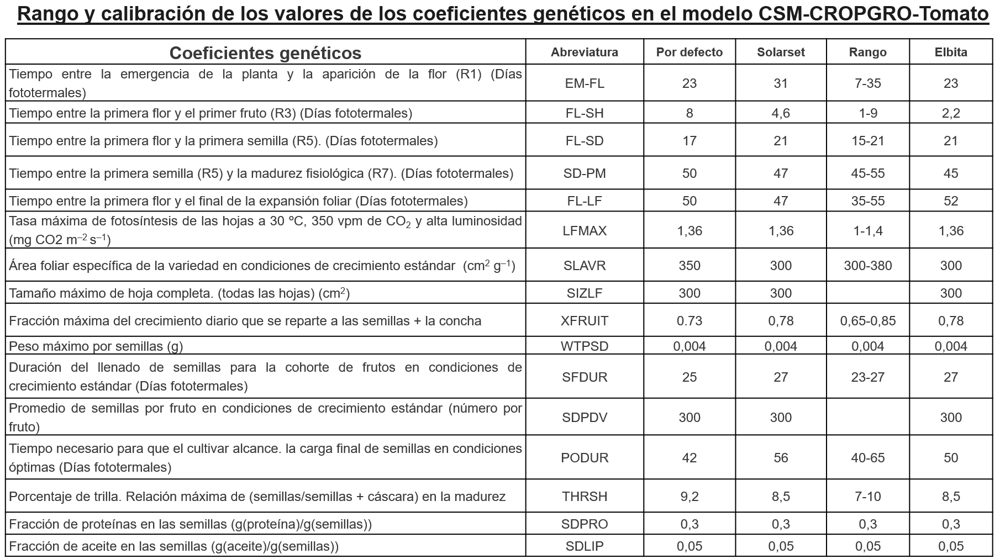 Rango y calibración de los valores de los coeficientes genéticos en el modelo CSM-CROPGRO-Tomato
Coeficientes genéticos Abreviatura Por defecto Solarset Rango Elbita
Tiempo entre la emergencia de la planta y la aparición de la flor (R1) (Días
fototermales) EM-FL 23 31 7-35 23
Tiempo entre la primera flor y el primer fruto (R3) (Días fototermales) FL-SH 8 4,6 1-9 2,2
Tiempo entre la primera flor y la primera semilla (R5). (Días fototermales) FL-SD 17 21 15-21 21
Tiempo entre la primera semilla (R5) y la madurez fisiológica (R7). (Días fototermales) SD-PM 50 47 45-55 45
Tiempo entre la primera flor y el final de la expansión foliar (Días fototermales) FL-LF 50 47 35-55 52
Tasa máxima de fotosíntesis de las hojas a 30 ºC, 350 vpm de CO₂ y alta luminosidad
(mg CO2 m⁻² s⁻¹) LFMAX 1,36 1,36 1-1,4 1,36
Área foliar específica de la variedad en condiciones de crecimiento estándar (cm² g⁻¹) SLAVR 350 300 300-380 300
Tamaño máximo de hoja completa. (todas las hojas) (cm²) SIZLF 300 300 300
Fracción máxima del crecimiento diario que se reparte a las semillas + la concha XFRUIT 0.73 0,78 0,65-0,85 0,78
Peso máximo por semillas (g) WTPSD 0,004 0,004 0,004 0,004
Duración del llenado de semillas para la cohorte de frutos en condiciones de
crecimiento estándar (Días fototermales) SFDUR 25 27 23-27 27
Promedio de semillas por fruto en condiciones de crecimiento estándar (número por
fruto) SDPDV 300 300 300
Tiempo necesario para que el cultivar alcance. la carga final de semillas en condiciones
óptimas (Días fototermales) PODUR 42 56 40-65 50
Porcentaje de trilla. Relación máxima de (semillas/semillas + cáscara) en la madurez THRSH 9,2 8,5 7-10 8,5
Fracción de proteínas en las semillas (g(proteína)/g(semillas)) SDPRO 0,3 0,3 0,3 0,3
Fracción de aceite en las semillas (g(aceite)/g(semillas)) SDLIP 0,05 0,05 0,05 0,05